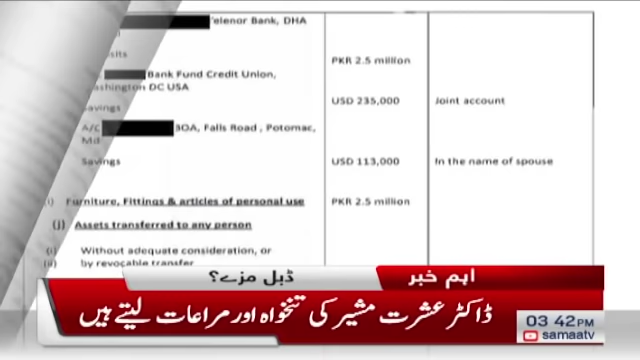 Telenor Bank, DHA
PKR 2.5 million
Bank Fund Credit Union,
Washington DC USA
Savings
USD 235,000
Joint account
A/C BOA, Falls Road , Potomac,
Md
Savings
USD 113,000
In the name of spouse
(i) Furniture, Fittings & articles of personal use
PKR 2.5 million
(j) Assets transferred to any person
(i) Without adequate consideration, or
(ii) by revocable transfer
ڈبل مزے؟
اہم خبر
ڈاکٹر عشرت مشیر کی تنخواہ اور مراعات لیتے ہیں
03 42PM
samaatv